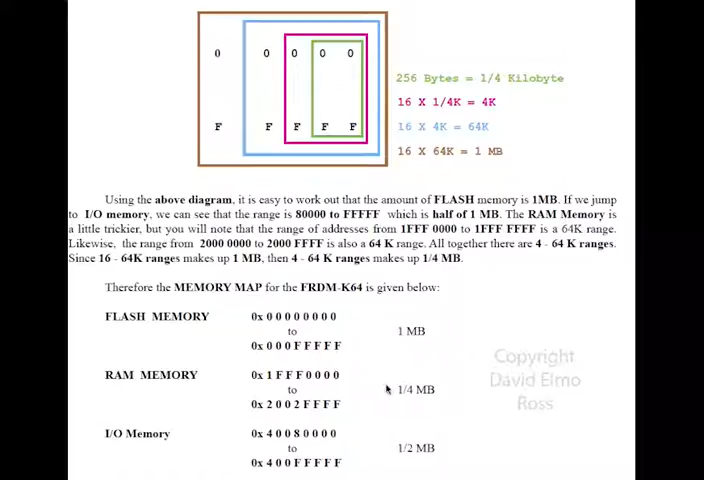 0 0 0 0 0
256 Bytes = 1/4 Kilobyte
16 X 1/4K = 4K
F F F F F
16 X 4K = 64K
16 X 64K = 1 MB
Using the above diagram, it is easy to work out that the amount of FLASH memory is 1MB. If we jump
to I/O memory, we can see that the range is 80000 to FFFFF which is half of 1 MB. The RAM Memory is
a little trickier, but you will note that the range of addresses from 1FFF 0000 to 1FFF FFFF is a 64K range.
Likewise, the range from 2000 0000 to 2000 FFFF is also a 64 K range. All together there are 4 - 64 K ranges.
Since 16 - 64K ranges makes up 1 MB, then 4 - 64 K ranges makes up 1/4 MB.
Therefore the MEMORY MAP for the FRDM-K64 is given below:
FLASH MEMORY 0x 0 0 0 0 0 0 0 0
to 1 MB
0x 0 0 0 F F F F F
Copyright
David Elmo
Ross
RAM MEMORY 0x 1 F F F 0 0 0 0
to 1/4 MB
0x 2 0 0 2 F F F F
I/O Memory 0x 4 0 0 8 0 0 0 0
to 1/2 MB
0x 4 0 0 F F F F F